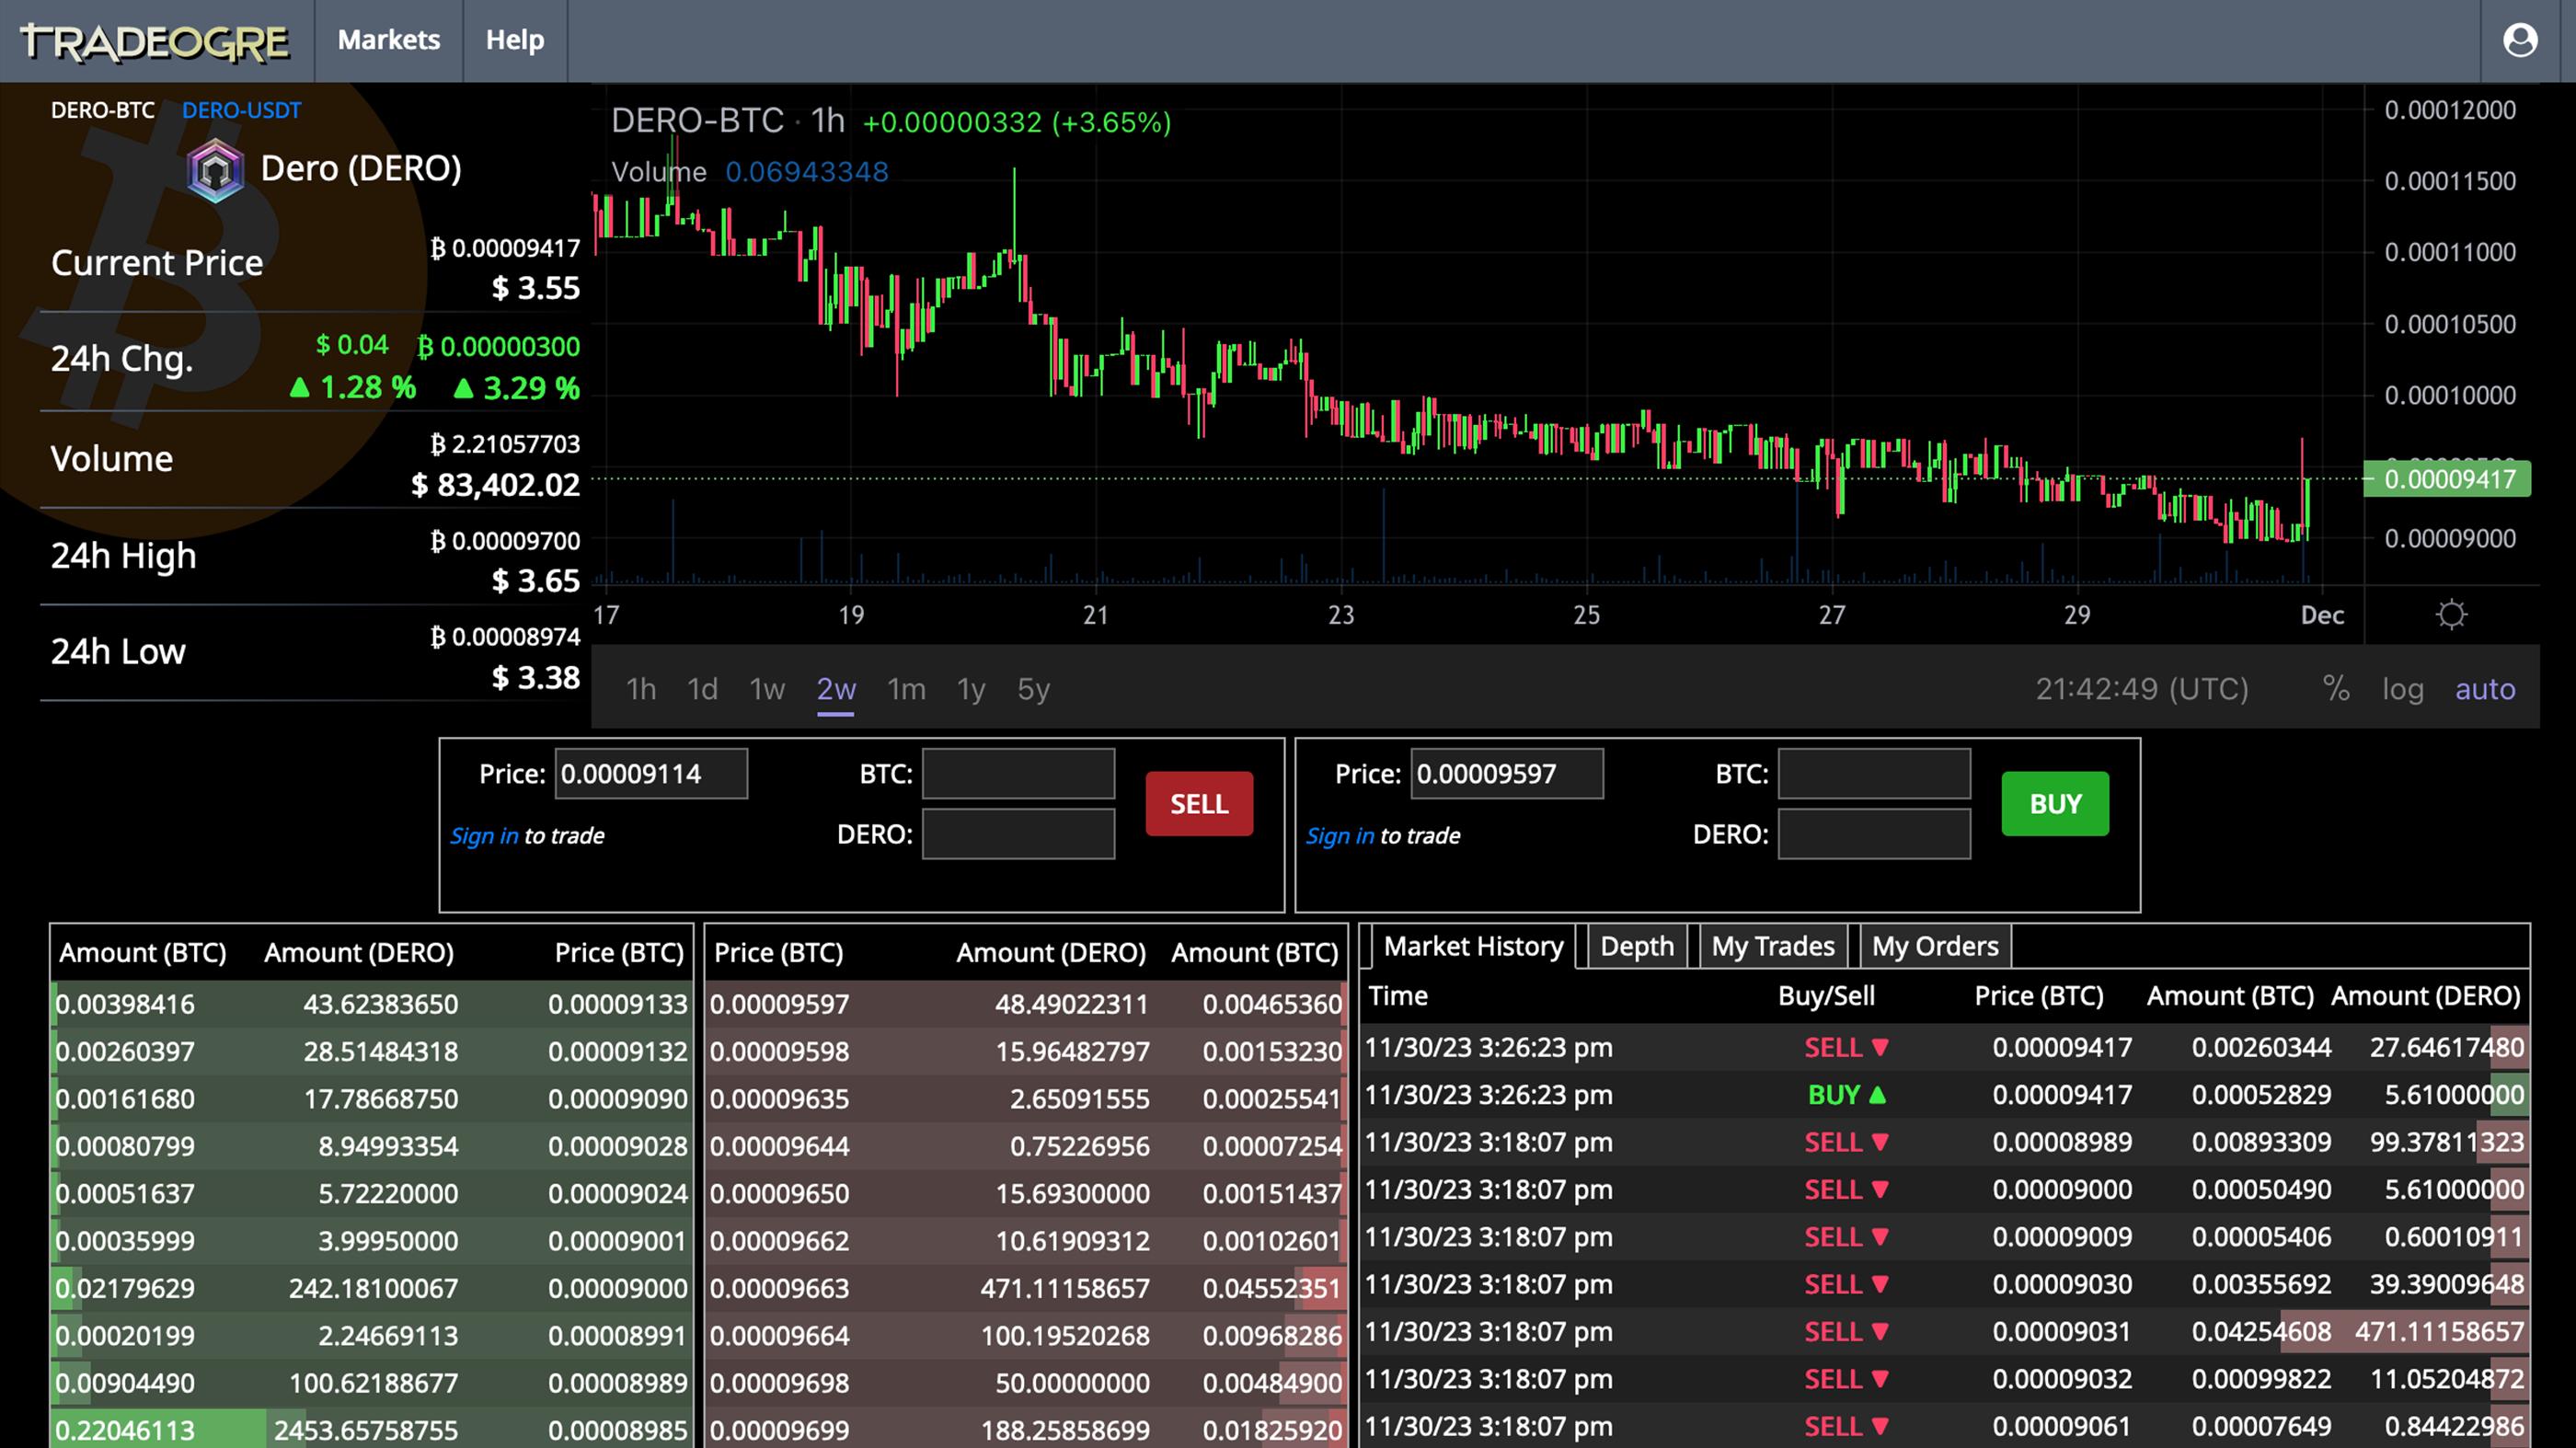 TRADEOGRE Markets Help
DERO-BTC DERO-USDT
Dero (DERO)
Current Price ₿ 0.00009417
$ 3.55
24h Chg. $ 0.04 ₿ 0.00000300
▲ 1.28 % ▲ 3.29 %
Volume ₿ 2.21057703
$ 83,402.02
24h High ₿ 0.00009700
$ 3.65
24h Low ₿ 0.00008974
$ 3.38
DERO-BTC · 1h +0.00000332 (+3.65%)
Volume 0.06943348
0.00012000
0.00011500
0.00011000
0.00010500
0.00010000
0.00009417
0.00009000
17 19 21 23 25 27 29 Dec
1h 1d 1w 2w 1m 1y 5y 21:42:49 (UTC) % log auto
Price: 0.00009114 BTC: SELL
Sign in to trade DERO:
Price: 0.00009597 BTC: BUY
Sign in to trade DERO:
Amount (BTC) Amount (DERO) Price (BTC)
0.00398416 43.62383650 0.00009133
0.00260397 28.51484318 0.00009132
0.00161680 17.78668750 0.00009090
0.00080799 8.94993354 0.00009028
0.00051637 5.72220000 0.00009024
0.00035999 3.99950000 0.00009001
0.02179629 242.18100067 0.00009000
0.00020199 2.24669113 0.00008991
0.00904490 100.62188677 0.00008989
0.22046113 2453.65758755 0.00008985
Price (BTC) Amount (DERO) Amount (BTC)
0.00009597 48.49022311 0.00465360
0.00009598 15.96482797 0.00153230
0.00009635 2.65091555 0.00025541
0.00009644 0.75226956 0.00007254
0.00009650 15.69300000 0.00151437
0.00009662 10.61909312 0.00102601
0.00009663 471.11158657 0.04552351
0.00009664 100.19520268 0.00968286
0.00009698 50.00000000 0.00484900
0.00009699 188.25858699 0.01825920
Market History Depth My Trades My Orders
Time Buy/Sell Price (BTC) Amount (BTC) Amount (DERO)
11/30/23 3:26:23 pm SELL ▼ 0.00009417 0.00260344 27.64617480
11/30/23 3:26:23 pm BUY ▲ 0.00009417 0.00052829 5.61000000
11/30/23 3:18:07 pm SELL ▼ 0.00008989 0.00893309 99.37811323
11/30/23 3:18:07 pm SELL ▼ 0.00009000 0.00050490 5.61000000
11/30/23 3:18:07 pm SELL ▼ 0.00009009 0.00005406 0.60010911
11/30/23 3:18:07 pm SELL ▼ 0.00009030 0.00355692 39.39009648
11/30/23 3:18:07 pm SELL ▼ 0.00009031 0.04254608 471.11158657
11/30/23 3:18:07 pm SELL ▼ 0.00009032 0.00099822 11.05204872
11/30/23 3:18:07 pm SELL ▼ 0.00009061 0.00007649 0.84422986